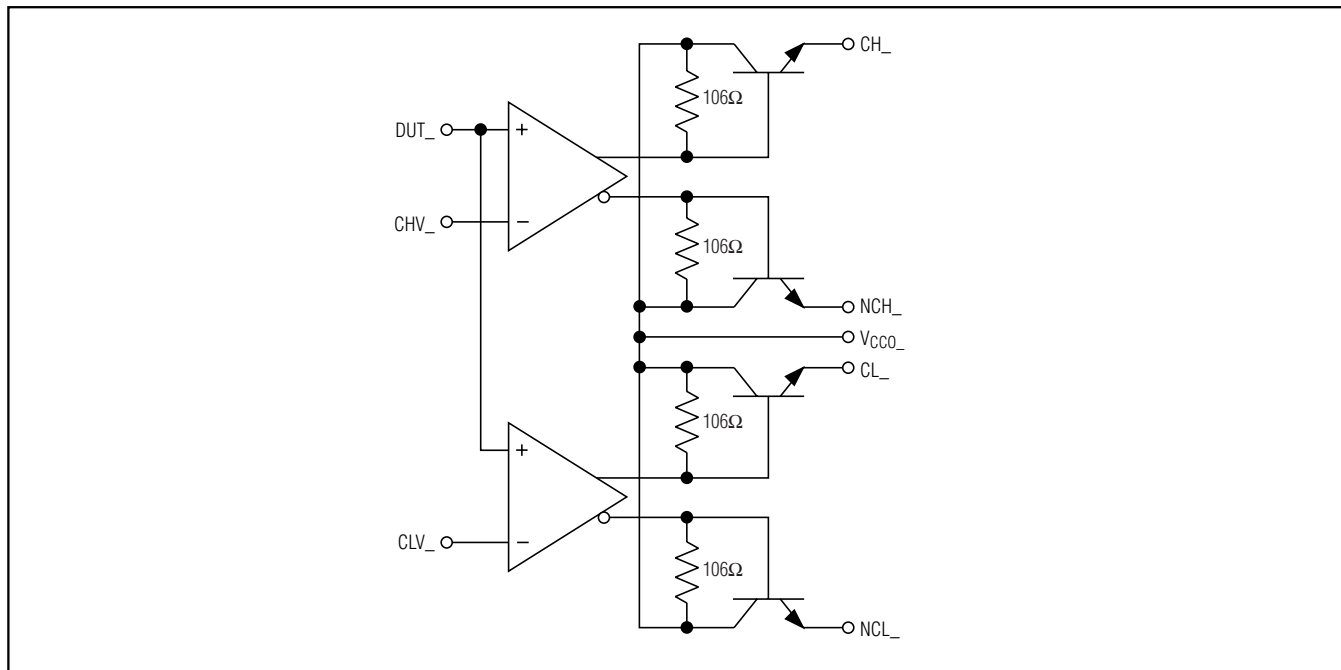 CH_
106Ω
DUT_
+
CHV_
−
106Ω
NCH_
VCCO_
CL_
106Ω
+
CLV_
−
106Ω
NCL_